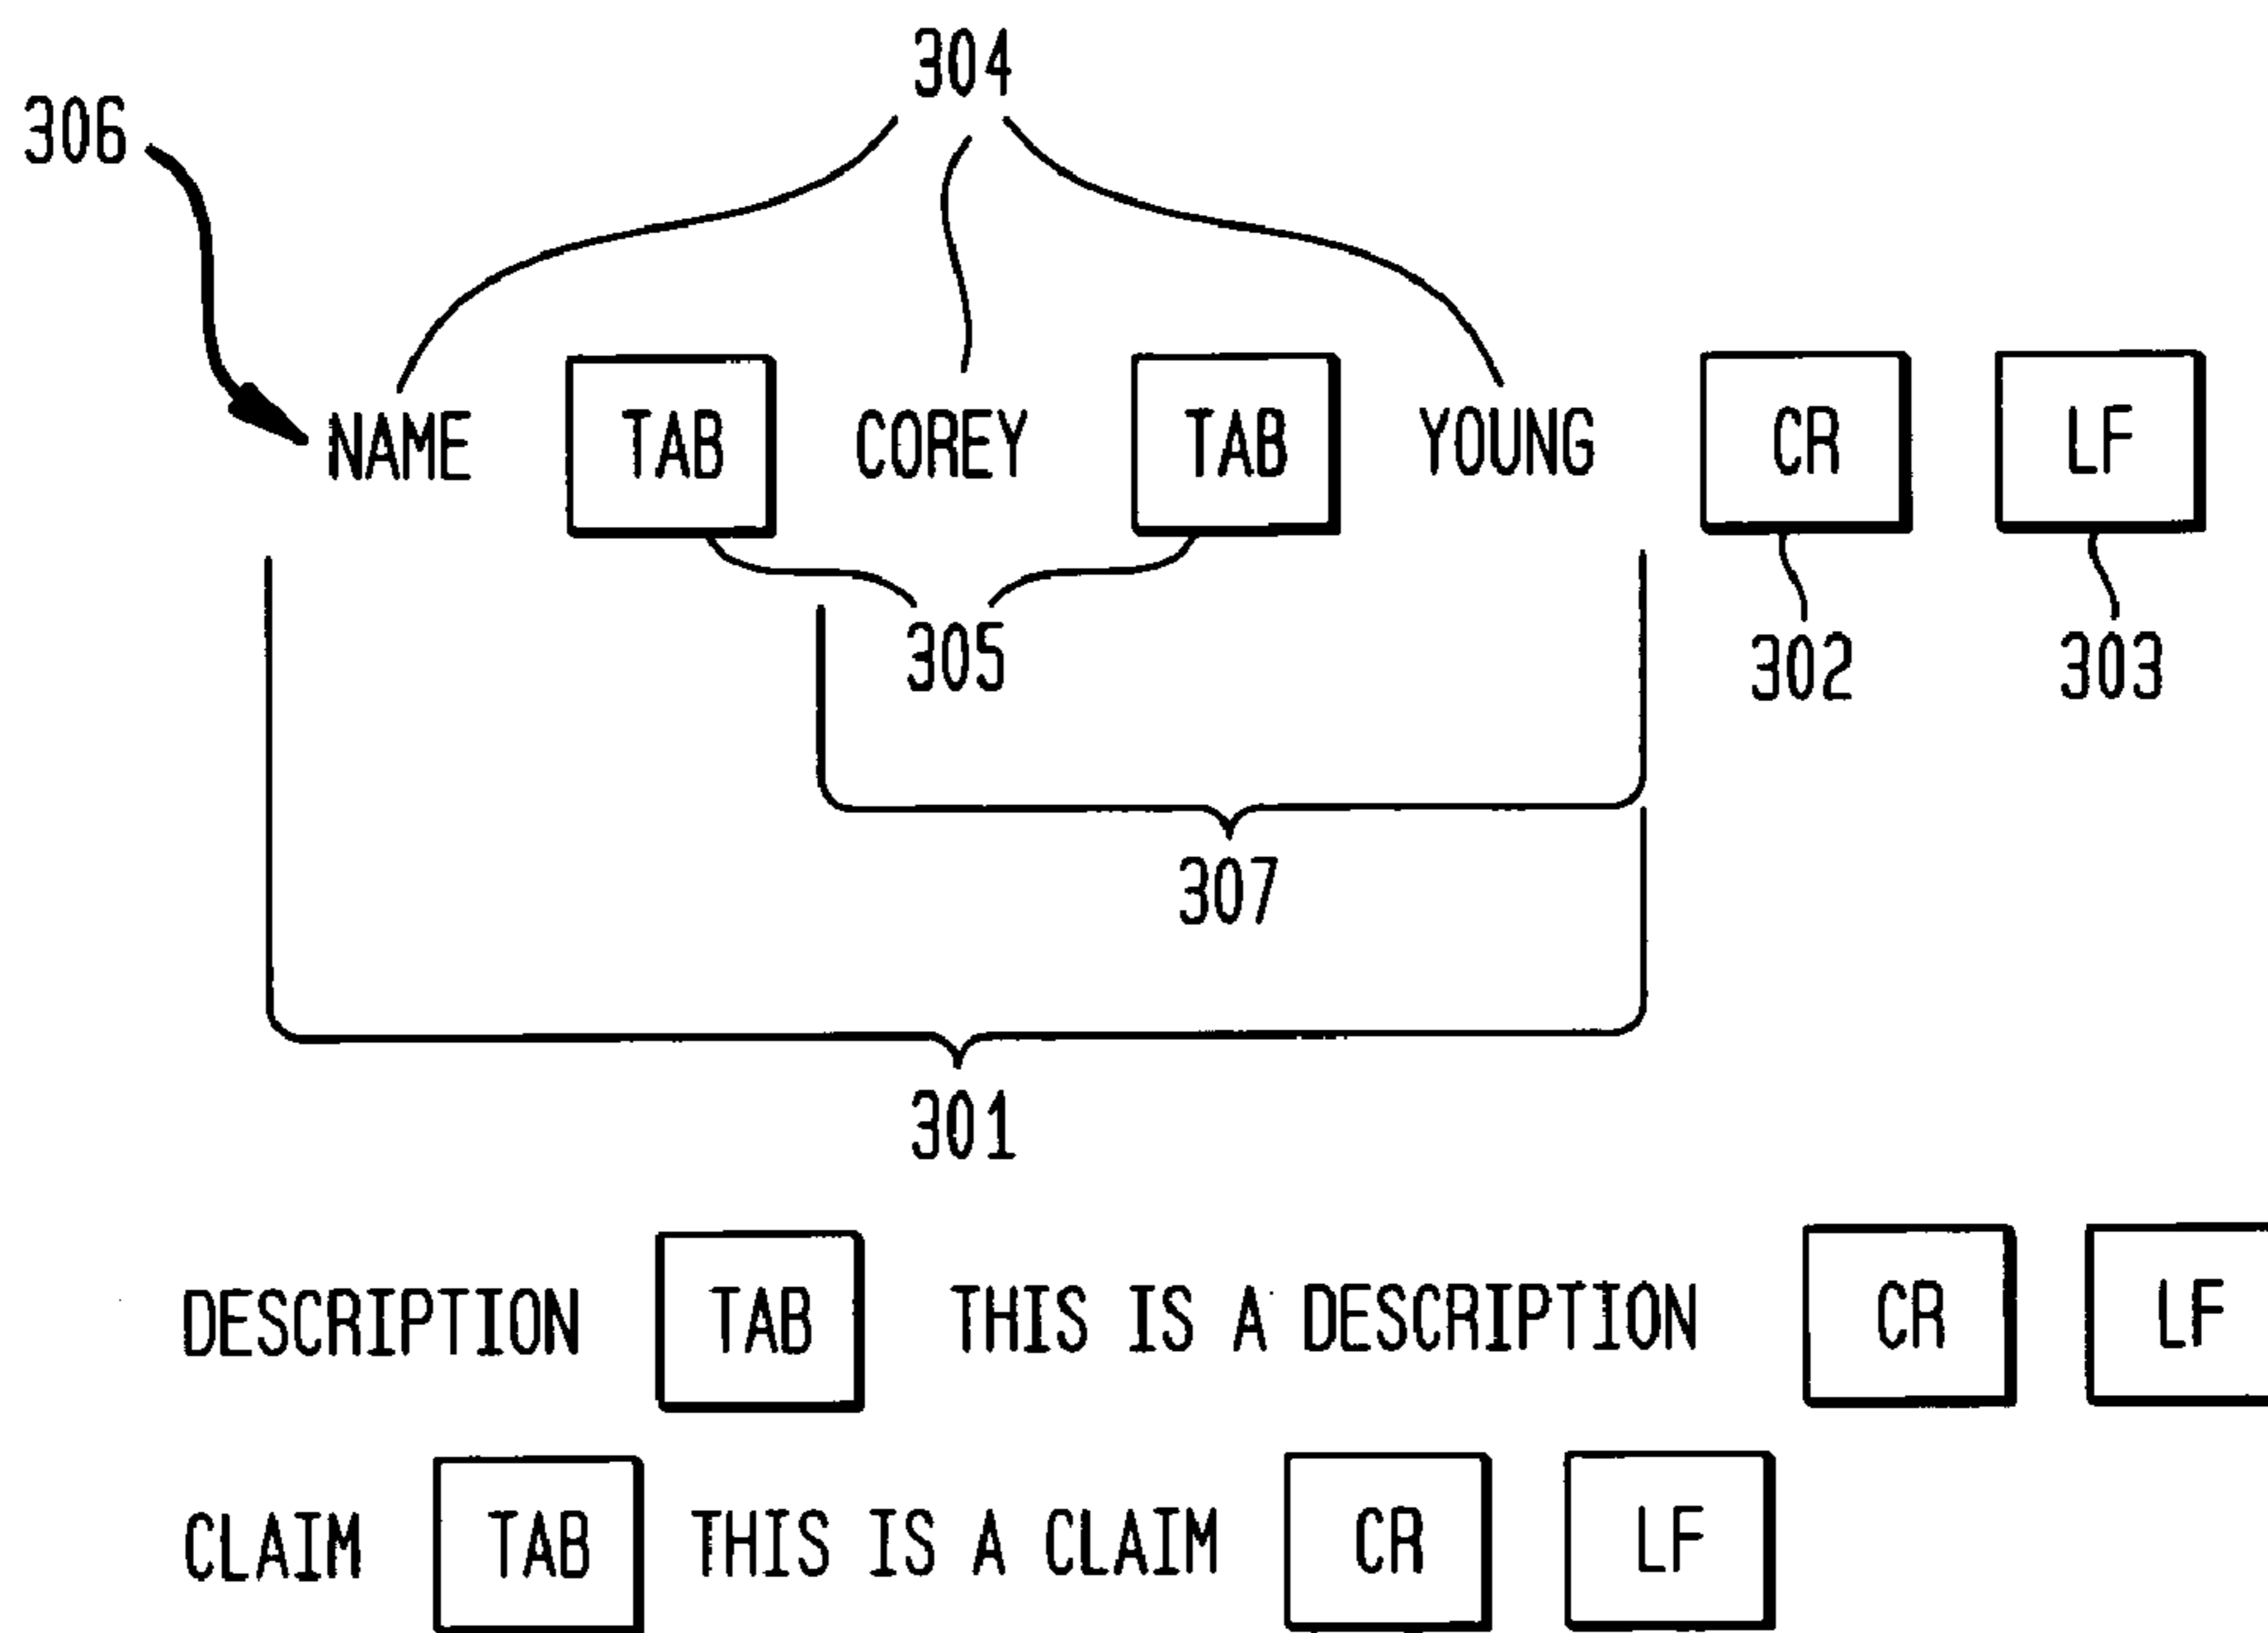 304
306
NAME TAB COREY TAB YOUNG CR LF
305 302 303
307
301
DESCRIPTION TAB THIS IS A DESCRIPTION CR LF
CLAIM TAB THIS IS A CLAIM CR LF